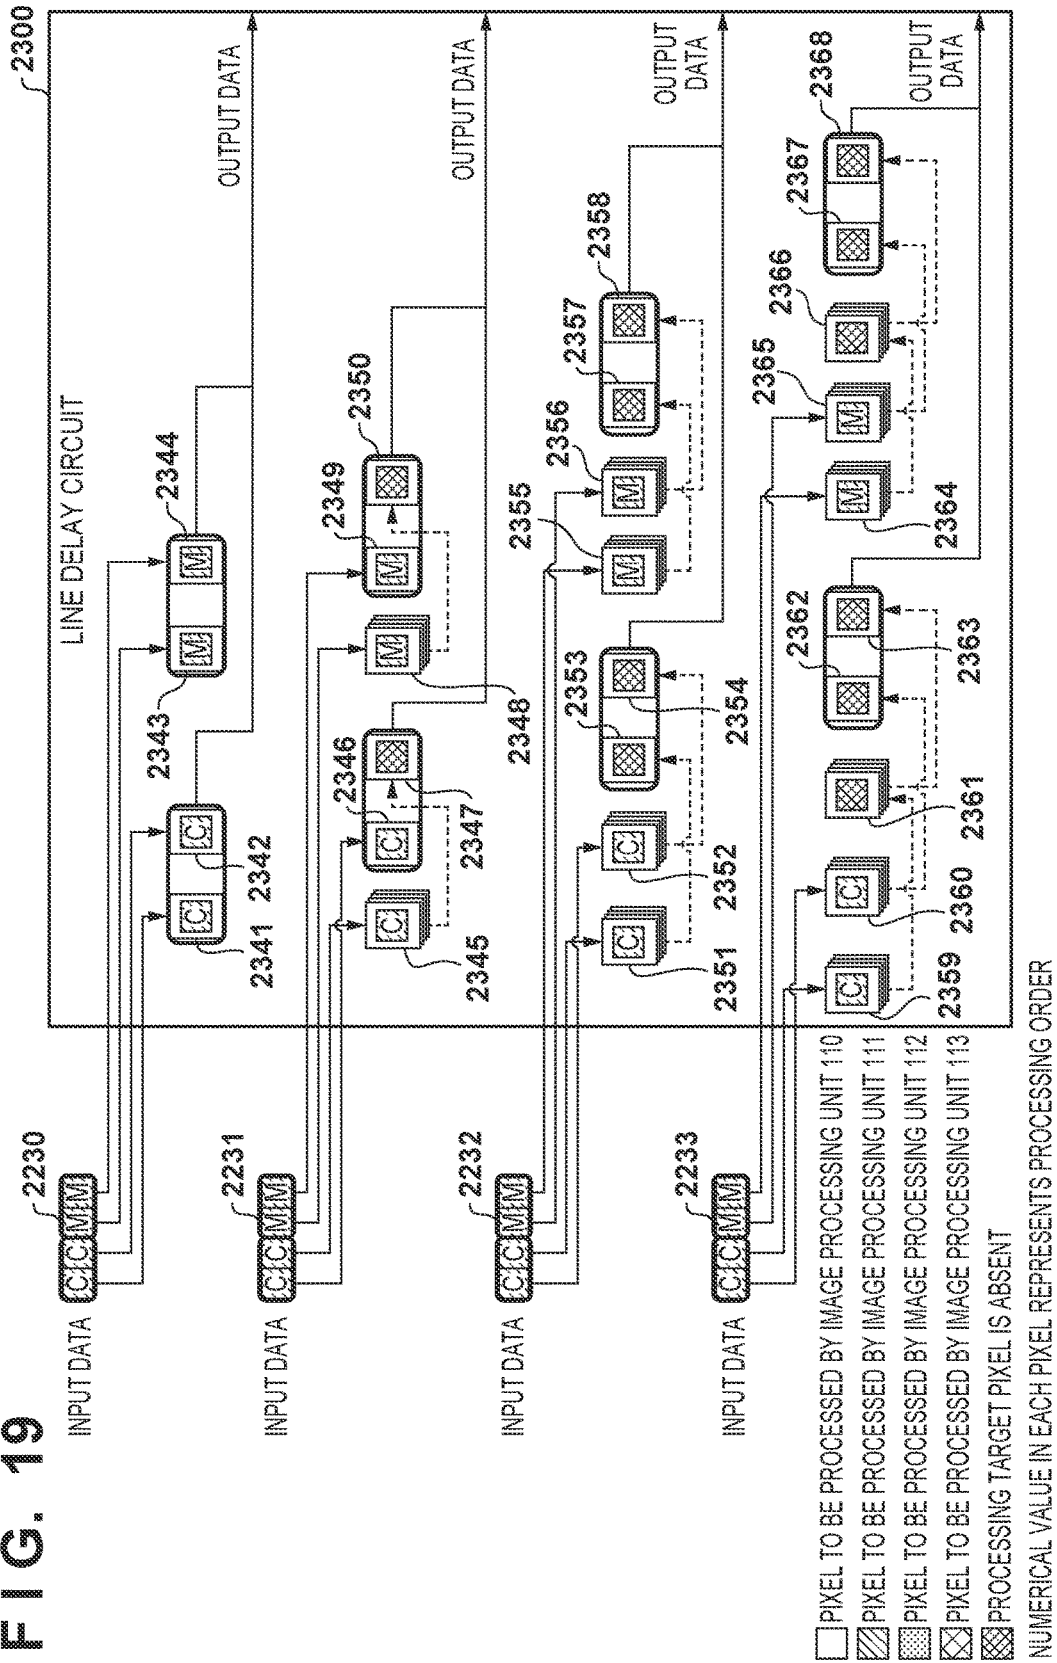 FIG. 19
2300
LINE DELAY CIRCUIT
INPUT DATA
2230
C C M M
2341
C
2342
C
2343
M
2344
M
OUTPUT DATA
INPUT DATA
2231
C C M M
2345
C
2346
C
2347
2348
M
2349
M
2350
OUTPUT DATA
INPUT DATA
2232
C C M M
2351
C
2352
C
2353
2354
2355
M
2356
M
2357
2358
OUTPUT
DATA
INPUT DATA
2233
C C M M
2359
C
2360
C
2361
2362
2363
2364
M
2365
M
2366
2367
2368
OUTPUT
DATA
PIXEL TO BE PROCESSED BY IMAGE PROCESSING UNIT 110
PIXEL TO BE PROCESSED BY IMAGE PROCESSING UNIT 111
PIXEL TO BE PROCESSED BY IMAGE PROCESSING UNIT 112
PIXEL TO BE PROCESSED BY IMAGE PROCESSING UNIT 113
PROCESSING TARGET PIXEL IS ABSENT
NUMERICAL VALUE IN EACH PIXEL REPRESENTS PROCESSING ORDER